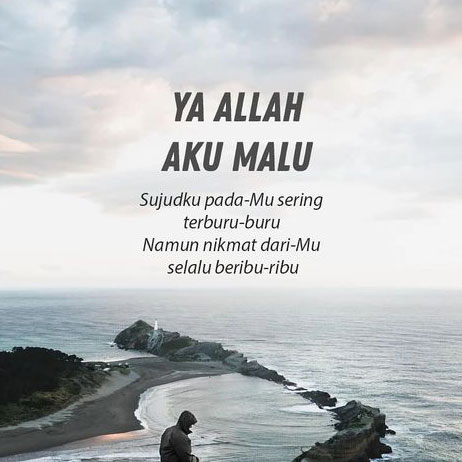 YA ALLAH
AKU MALU
Sujudku pada-Mu sering
terburu-buru
Namun nikmat dari-Mu
selalu beribu-ribu